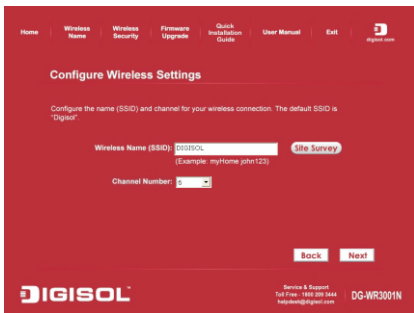 Home
Wireless Name
Wireless Security
Firmware Upgrade
Quick Installation Guide
User Manual
Exit
digisol.com
Configure Wireless Settings
Configure the name (SSID) and channel for your wireless connection. The default SSID is
"Digisol".
Wireless Name (SSID): DIGISOL Site Survey
(Example: myHome john123)
Channel Number: 6
Back Next
DIGISOL
Service & Support
Toll Free - 1800 209 3444
helpdesk@digisol.com
DG-WR3001N